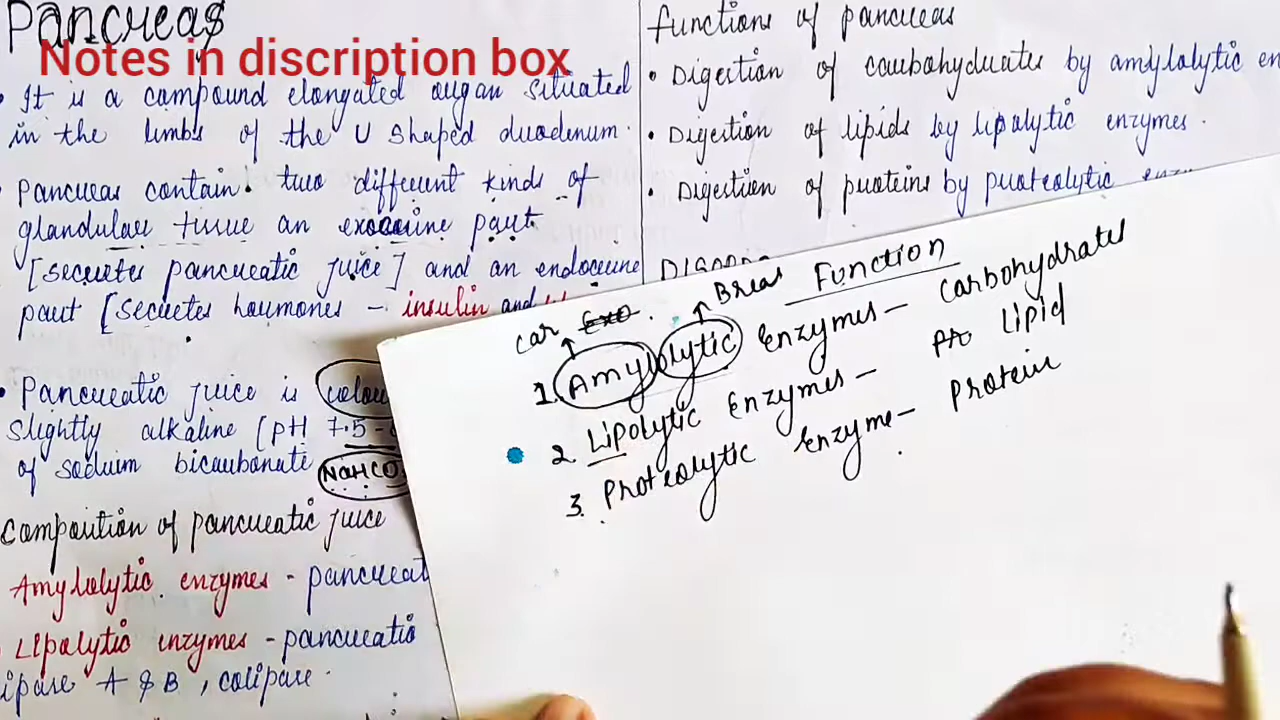 Pancreas
Notes in discription box
• It is a compound elongated organ situated
in the limbs of the U shaped duodenum.
• Pancreas contain two different kinds of
glandular tissue an exocrine part
[secretes pancreatic juice] and an endocrine
part [secretes hormones - insulin and
• Pancreatic juice is colou
slightly alkaline [pH 7.5 -
of sodium bicarbonate NaHCO
Composition of pancreatic juice
Amylolytic enzymes - pancreat
Lipolytic enzymes - pancreatic
lipase A & B, colipase.
functions of pancreas
• Digestion of carbohydrates by amylolytic en
• Digestion of lipids by lipolytic enzymes.
• Digestion of proteins by proteolytic enz
Function
Car Exo. Break
1. Amylolytic Enzymes - Carbohydrates
2. Lipolytic Enzymes - Pr Lipid
3. Proteolytic Enzyme - Protein